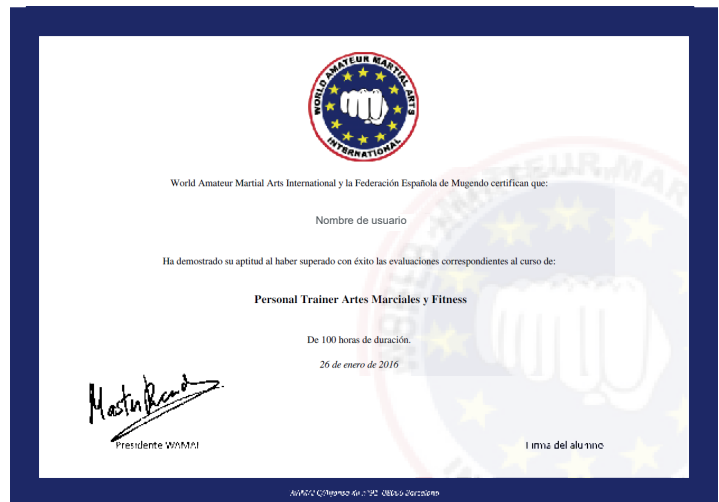 WORLD AMATEUR MARTIAL ARTS
INTERNATIONAL
World Amateur Martial Arts International y la Federación Española de Mugendo certifican que:
Nombre de usuario
Ha demostrado su aptitud al haber superado con éxito las evaluaciones correspondientes al curso de:
Personal Trainer Artes Marciales y Fitness
De 100 horas de duración.
26 de enero de 2016
Presidente WAMAI
Firma del alumno